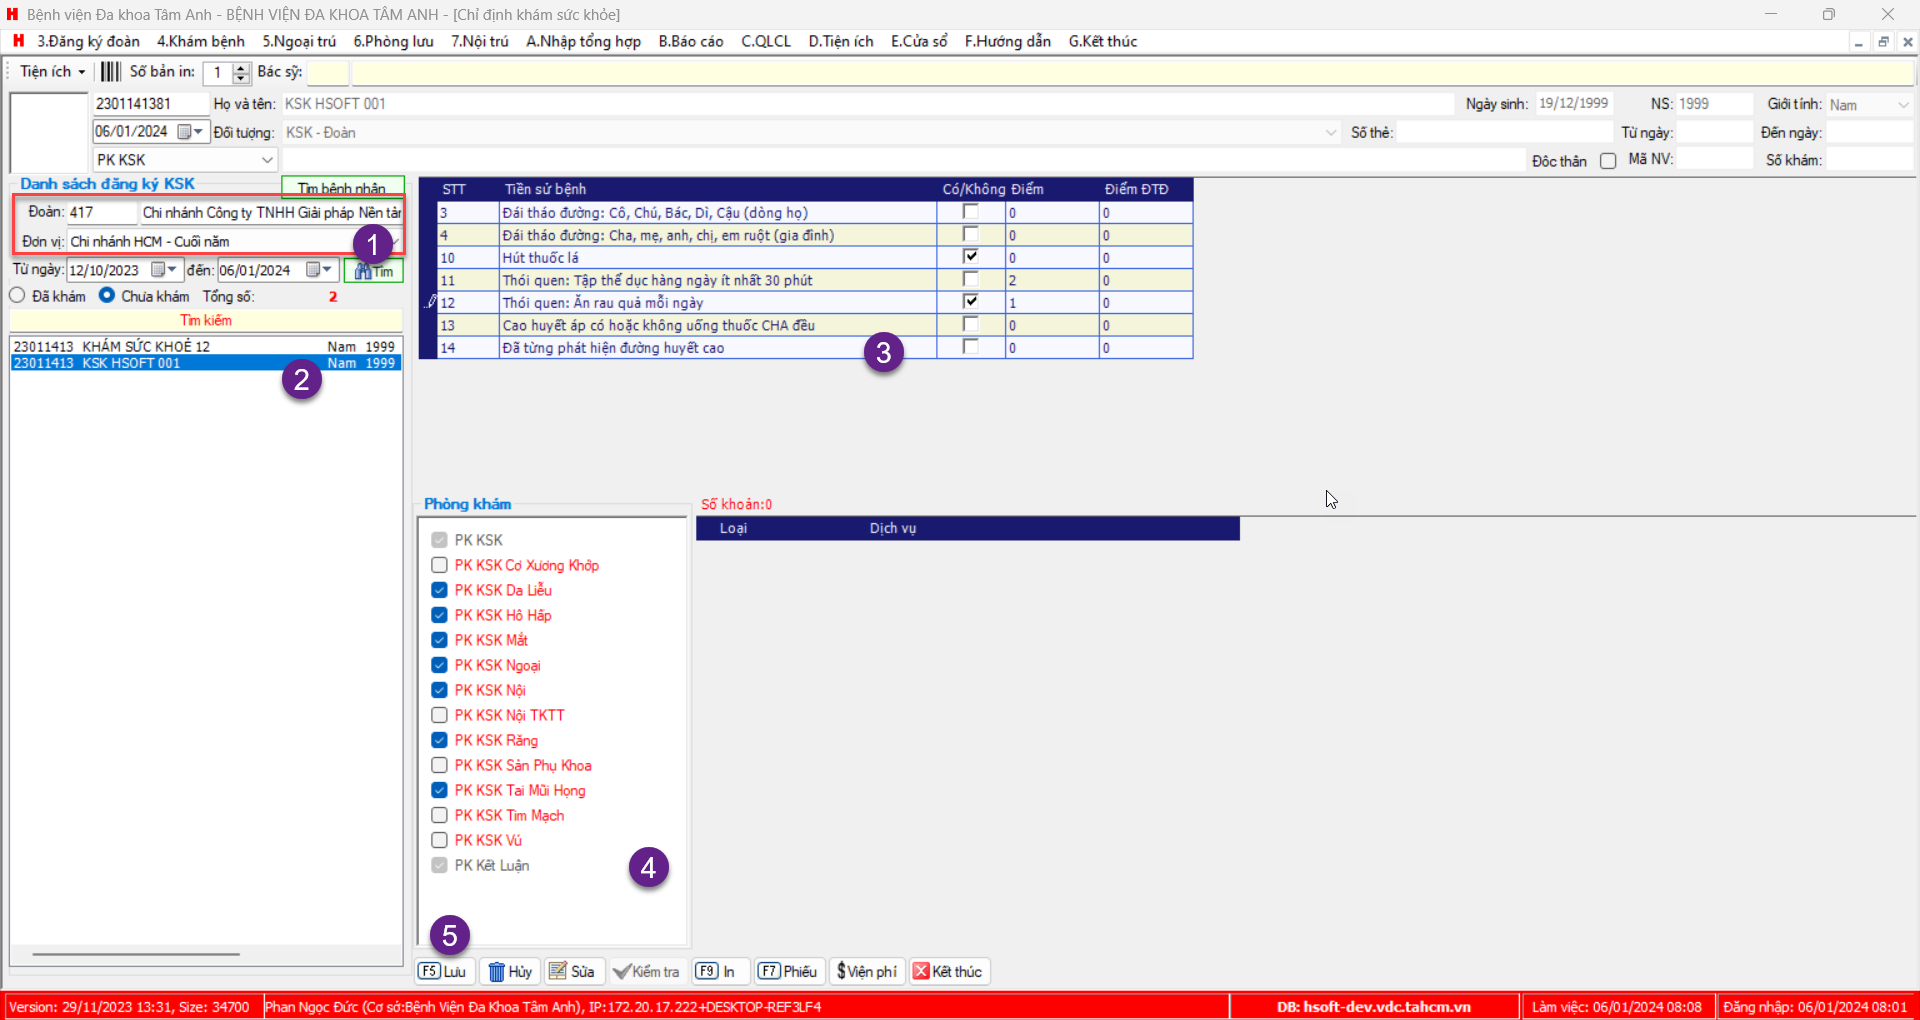 Bệnh viện Đa khoa Tâm Anh - BỆNH VIỆN ĐA KHOA TÂM ANH - [Chỉ định khám sức khỏe]
3.Đăng ký đoàn 4.Khám bệnh 5.Ngoại trú 6.Phòng lưu 7.Nội trú A.Nhập tổng hợp B.Báo cáo C.QLCL D.Tiện ích E.Cửa sổ F.Hướng dẫn G.Kết thúc
Tiện ích Số bản in: 1 Bác sỹ:
2301141381 Họ và tên: KSK HSOFT 001 Ngày sinh: 19/12/1999 NS: 1999 Giới tính: Nam
06/01/2024 Đối tượng: KSK - Đoàn Số thẻ: Từ ngày: Đến ngày:
PK KSK Độc thân Mã NV: Số khám:
Danh sách đăng ký KSK Tìm bệnh nhân
Đoàn: 417 Chi nhánh Công ty TNHH Giải pháp Nền tản
Đơn vị: Chi nhánh HCM - Cuối năm 1
Từ ngày: 12/10/2023 đến: 06/01/2024 Tìm
Đã khám Chưa khám Tổng số: 2
Tìm kiếm
23011413 KHÁM SỨC KHOẺ 12 Nam 1999
23011413 KSK HSOFT 001 Nam 1999
2
STT Tiền sử bệnh Có/Không Điểm Điểm ĐTĐ
3 Đái tháo đường: Cô, Chú, Bác, Dì, Cậu (dòng họ) 0 0
4 Đái tháo đường: Cha, mẹ, anh, chị, em ruột (gia đình) 0 0
10 Hút thuốc lá 0 0
11 Thói quen: Tập thể dục hàng ngày ít nhất 30 phút 2 0
12 Thói quen: Ăn rau quả mỗi ngày 1 0
13 Cao huyết áp có hoặc không uống thuốc CHA đều 0 0
14 Đã từng phát hiện đường huyết cao 0 0
3
Phòng khám
PK KSK
PK KSK Cơ Xương Khớp
PK KSK Da Liễu
PK KSK Hô Hấp
PK KSK Mắt
PK KSK Ngoại
PK KSK Nội
PK KSK Nội TKTT
PK KSK Răng
PK KSK Sản Phụ Khoa
PK KSK Tai Mũi Họng
PK KSK Tim Mạch
PK KSK Vú
PK Kết Luận
4
Số khoản:0
Loại Dịch vụ
5
F5 Lưu Hủy Sửa Kiểm tra F9 In F7 Phiếu $Viện phí Kết thúc
Version: 29/11/2023 13:31, Size: 34700 Phan Ngọc Đức (Cơ sở:Bệnh Viện Đa Khoa Tâm Anh), IP:172.20.17.222+DESKTOP-REF3LF4 DB: hsoft-dev.vdc.tahcm.vn Làm việc: 06/01/2024 08:08 Đăng nhập: 06/01/2024 08:01